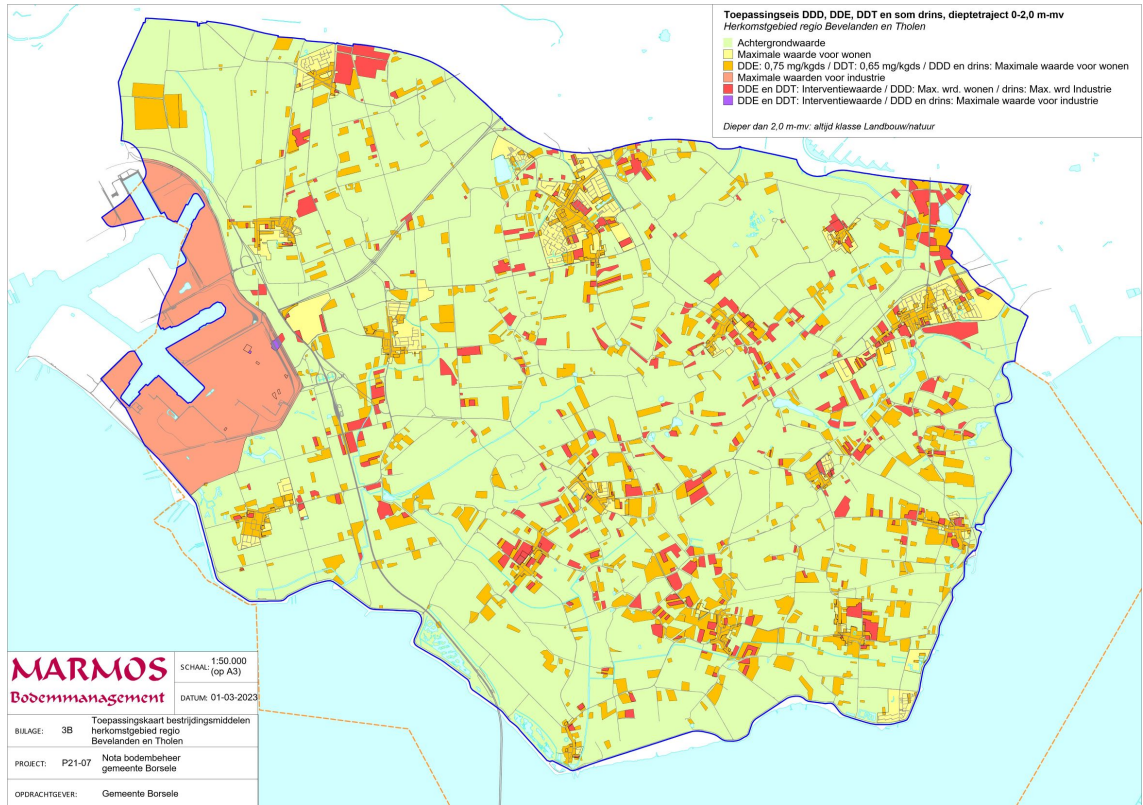 Toepassingseis DDD, DDE, DDT en som drins, dieptetraject 0-2,0 m-mv
Herkomstgebied regio Bevelanden en Tholen
Achtergrondwaarde
Maximale waarde voor wonen
DDE: 0,75 mg/kgds / DDT: 0,65 mg/kgds / DDD en drins: Maximale waarde voor wonen
Maximale waarden voor industrie
DDE en DDT: Interventiewaarde / DDD: Max. wrd. wonen / drins: Max. wrd Industrie
DDE en DDT: Interventiewaarde / DDD en drins: Maximale waarde voor industrie
Dieper dan 2,0 m-mv: altijd klasse Landbouw/natuur
MARMOS
Bodemmanagement
SCHAAL: 1:50.000
(op A3)
DATUM: 01-03-2023
BIJLAGE: 3B Toepassingskaart bestrijdingsmiddelen
herkomstgebied regio
Bevelanden en Tholen
PROJECT: P21-07 Nota bodembeheer
gemeente Borsele
OPDRACHTGEVER: Gemeente Borsele